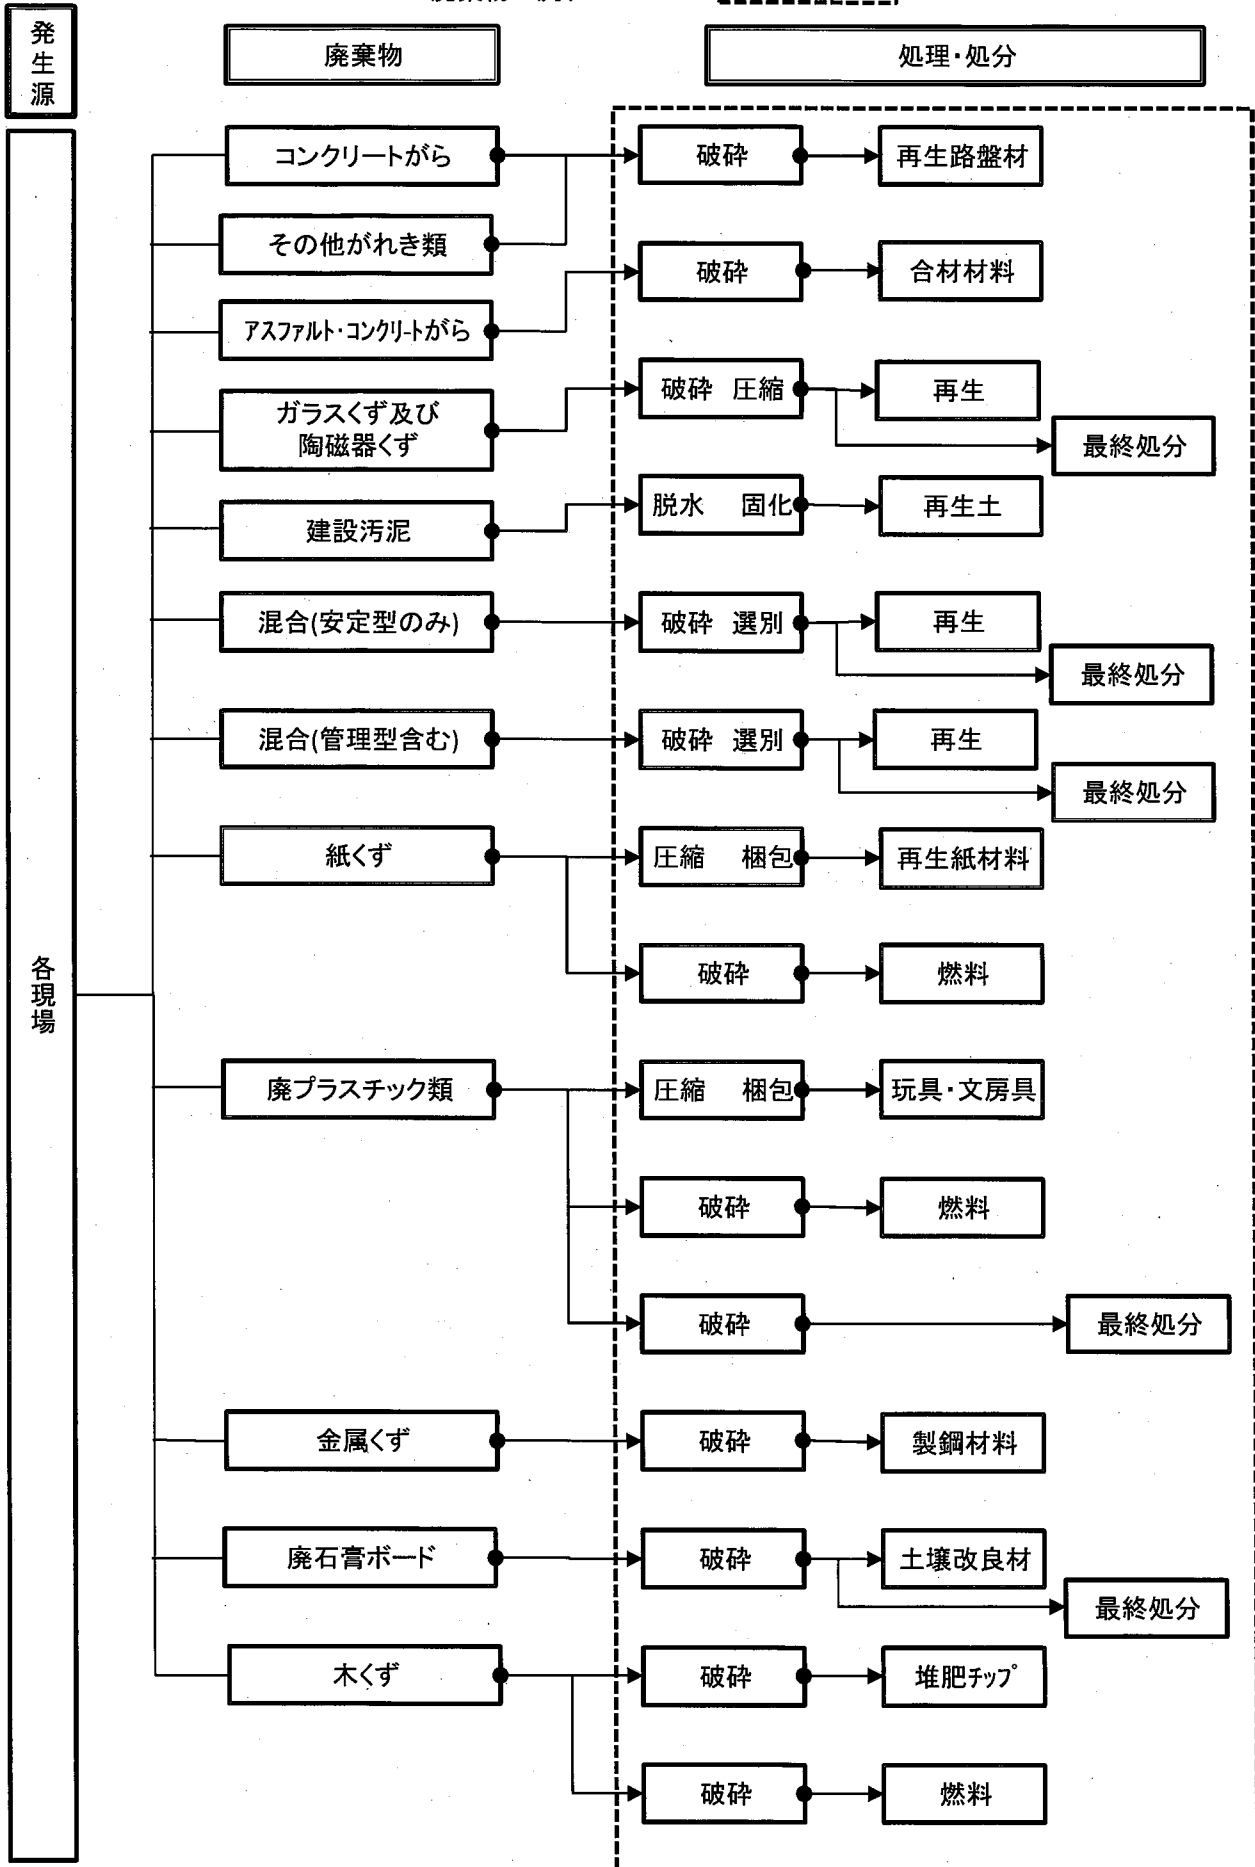 発生源
廃棄物
処理・処分
各現場
コンクリートがら
破砕
再生路盤材
その他がれき類
破砕
合材材料
アスファルト・コンクリートがら
ガラスくず及び
陶磁器くず
破砕 圧縮
再生
最終処分
建設汚泥
脱水 固化
再生土
混合(安定型のみ)
破砕 選別
再生
最終処分
混合(管理型含む)
破砕 選別
再生
最終処分
紙くず
圧縮 梱包
再生紙材料
破砕
燃料
廃プラスチック類
圧縮 梱包
玩具・文房具
破砕
燃料
破砕
最終処分
金属くず
破砕
製鋼材料
廃石膏ボード
破砕
土壌改良材
最終処分
木くず
破砕
堆肥チップ
破砕
燃料